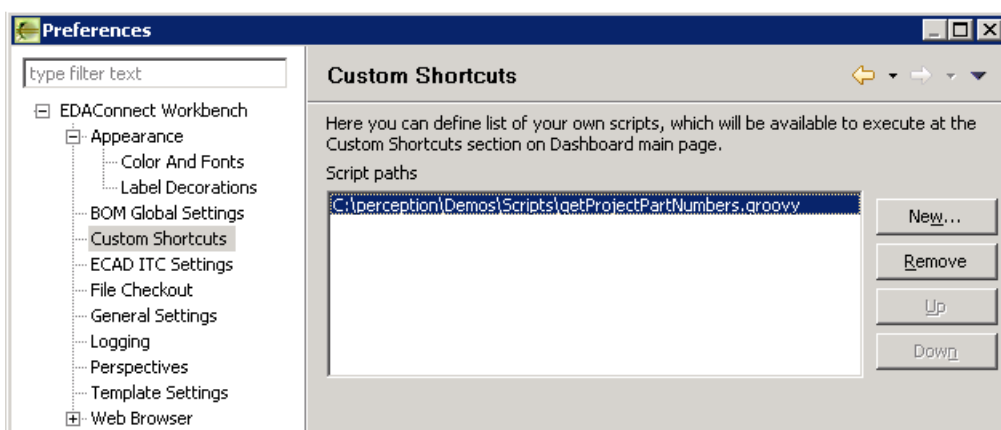 Preferences
type filter text
EDAConnect Workbench
Appearance
Color And Fonts
Label Decorations
BOM Global Settings
Custom Shortcuts
ECAD ITC Settings
File Checkout
General Settings
Logging
Perspectives
Template Settings
Web Browser
Custom Shortcuts
Here you can define list of your own scripts, which will be available to execute at the
Custom Shortcuts section on Dashboard main page.
Script paths
C:\perception\Demos\Scripts\getProjectPartNumbers.groovy
New...
Remove
Up
Down